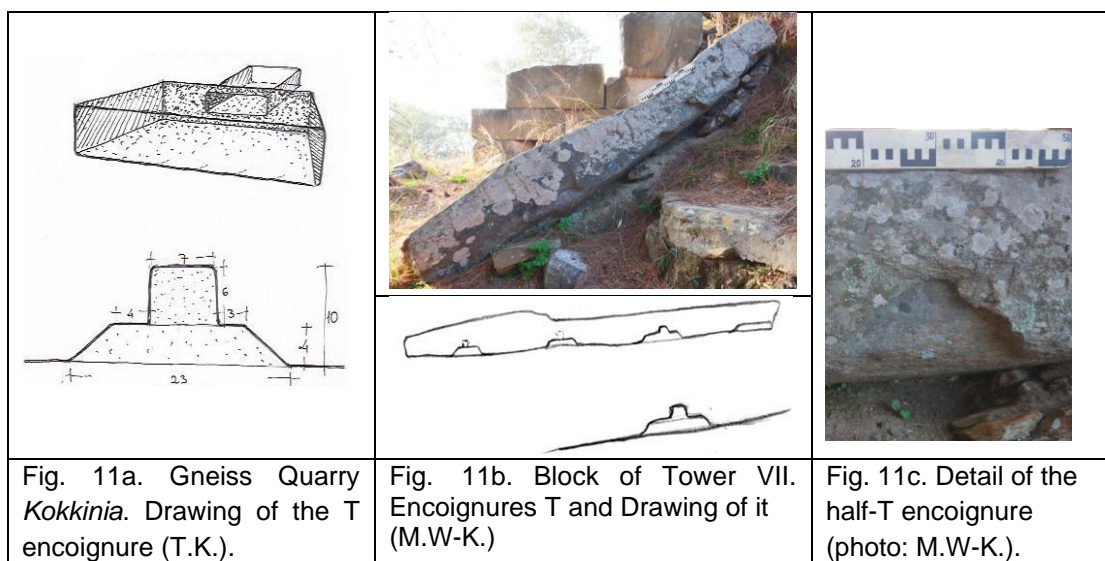 7
6
4
3
10
4
23
20
30
40
50
Fig. 11a. Gneiss Quarry
Kokkinia. Drawing of the T
encoignure (T.K.).
Fig. 11b. Block of Tower VII.
Encoignures T and Drawing of it
(M.W-K.)
Fig. 11c. Detail of the
half-T encoignure
(photo: M.W-K.).